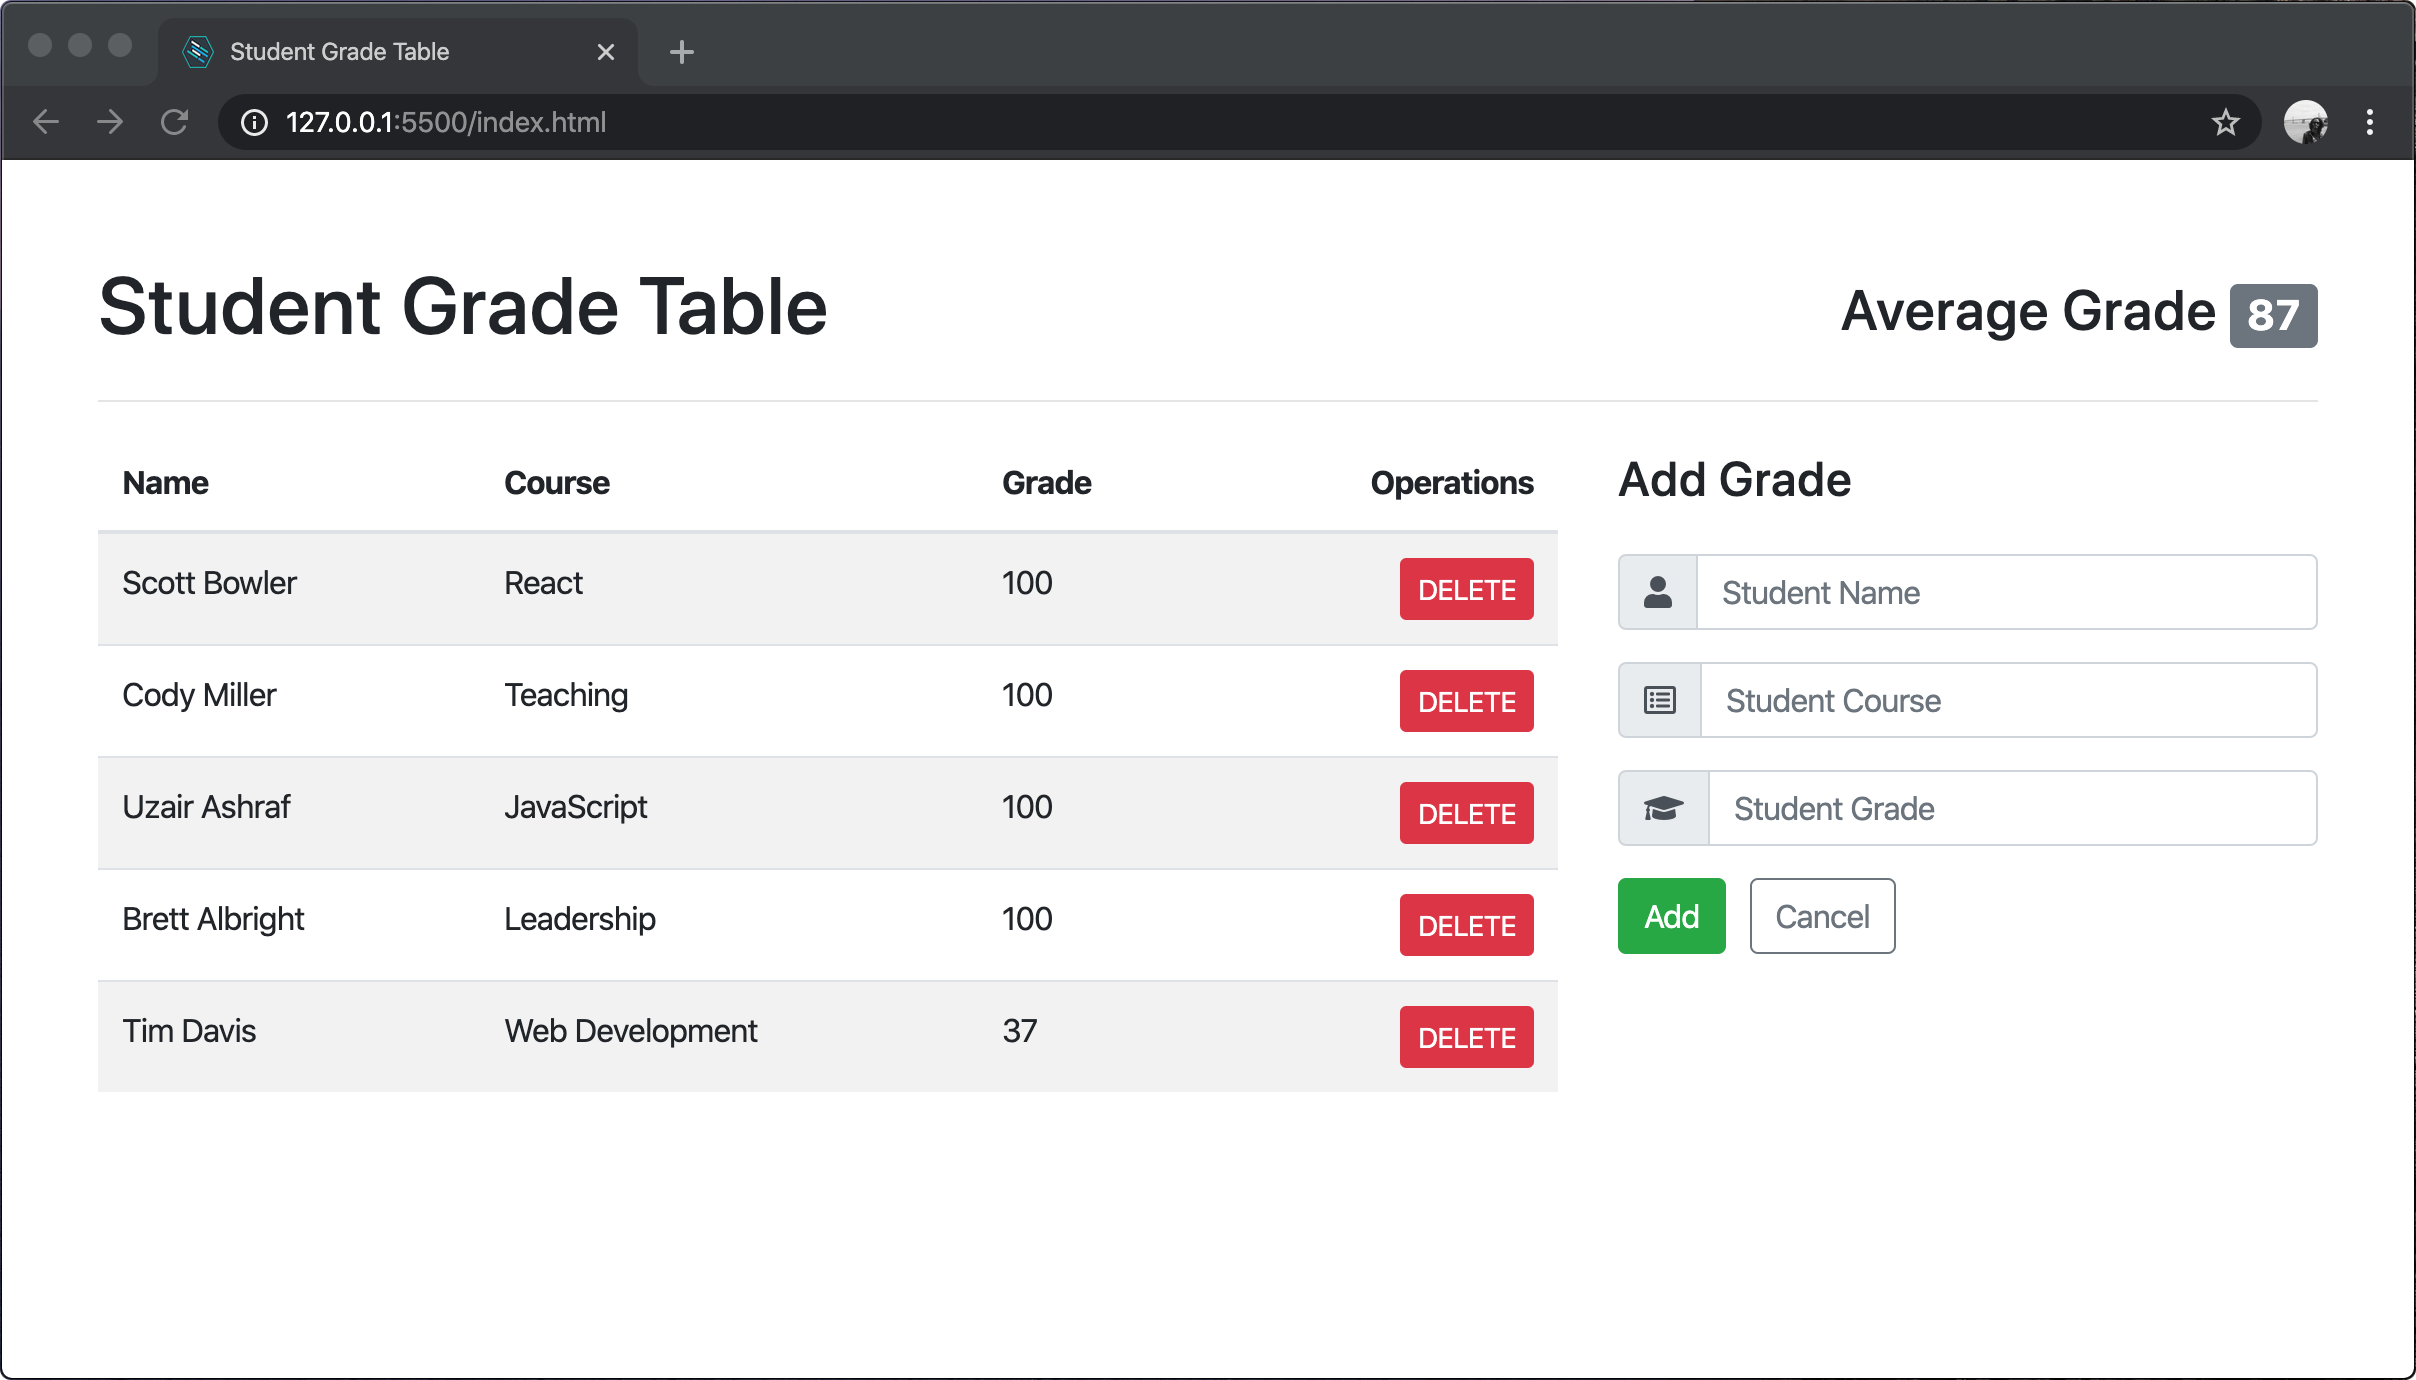 Student Grade Table
127.0.0.1:5500/index.html
Student Grade Table
Average Grade 87
Name Course Grade Operations
Scott Bowler React 100 DELETE
Cody Miller Teaching 100 DELETE
Uzair Ashraf JavaScript 100 DELETE
Brett Albright Leadership 100 DELETE
Tim Davis Web Development 37 DELETE
Add Grade
Student Name
Student Course
Student Grade
Add Cancel